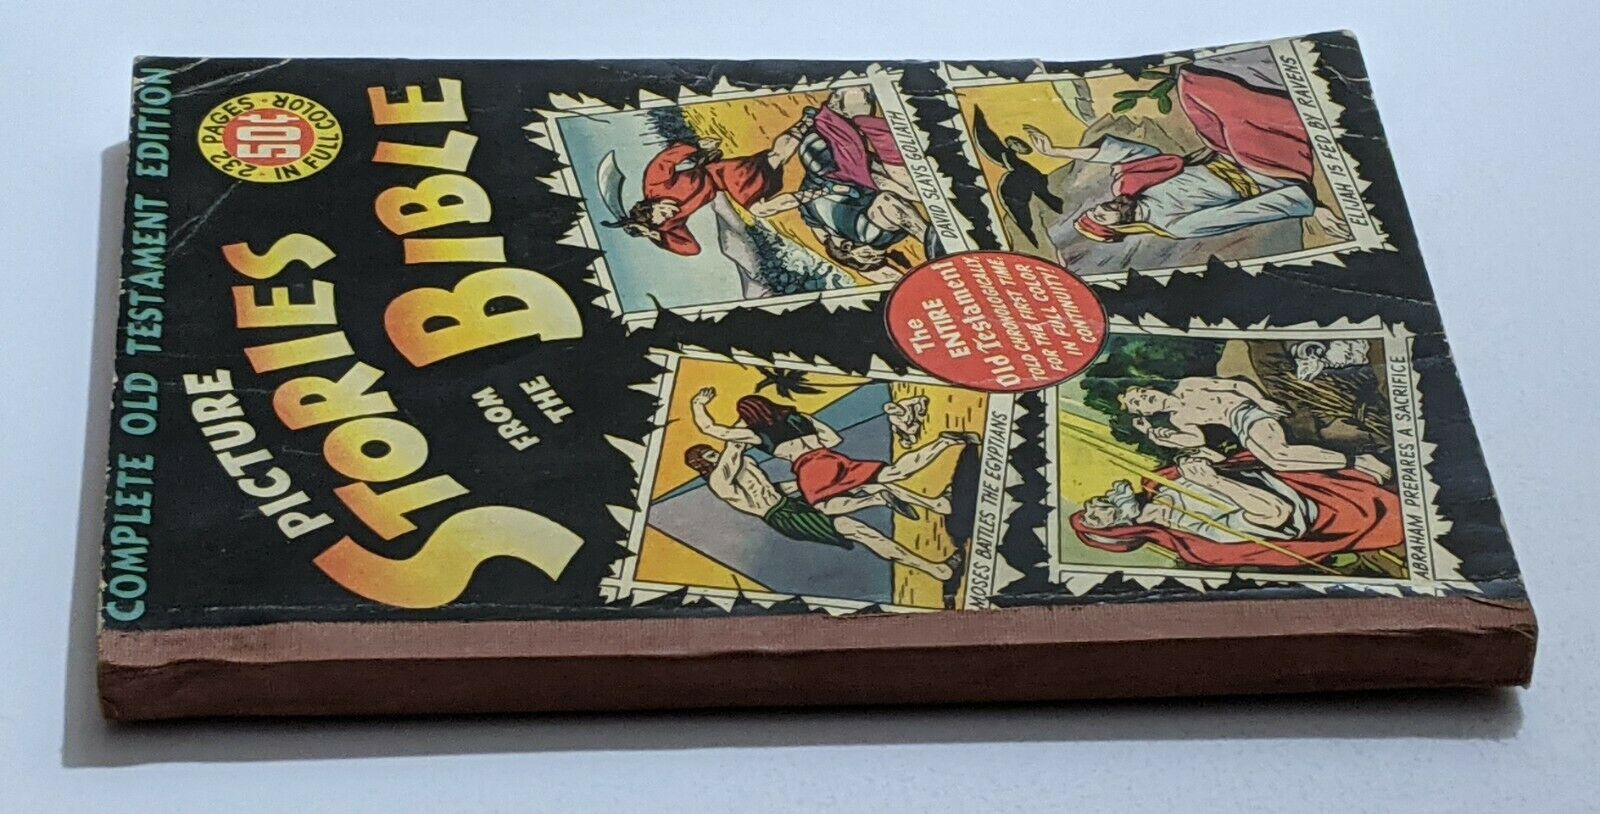 COMPLETE OLD TESTAMENT EDITION
232 PAGES
50¢
IN FULL COLOR
PICTURE
STORIES
FROM
THE
BIBLE
DAVID SLAYS GOLIATH
ELIJAH IS FED BY RAVENS
The
ENTIRE
Old Testament
TOLD CHRONOLOGICALLY,
FOR THE FIRST TIME,
TOLD IN FULL COLOR
CONTINUITY!
MOSES BATTLES THE EGYPTIANS
ABRAHAM PREPARES A SACRIFICE